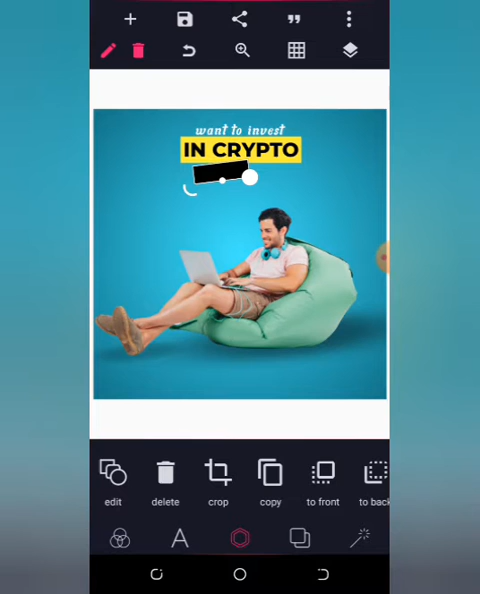 want to invest
IN CRYPTO
edit
delete
crop
copy
to front
to back